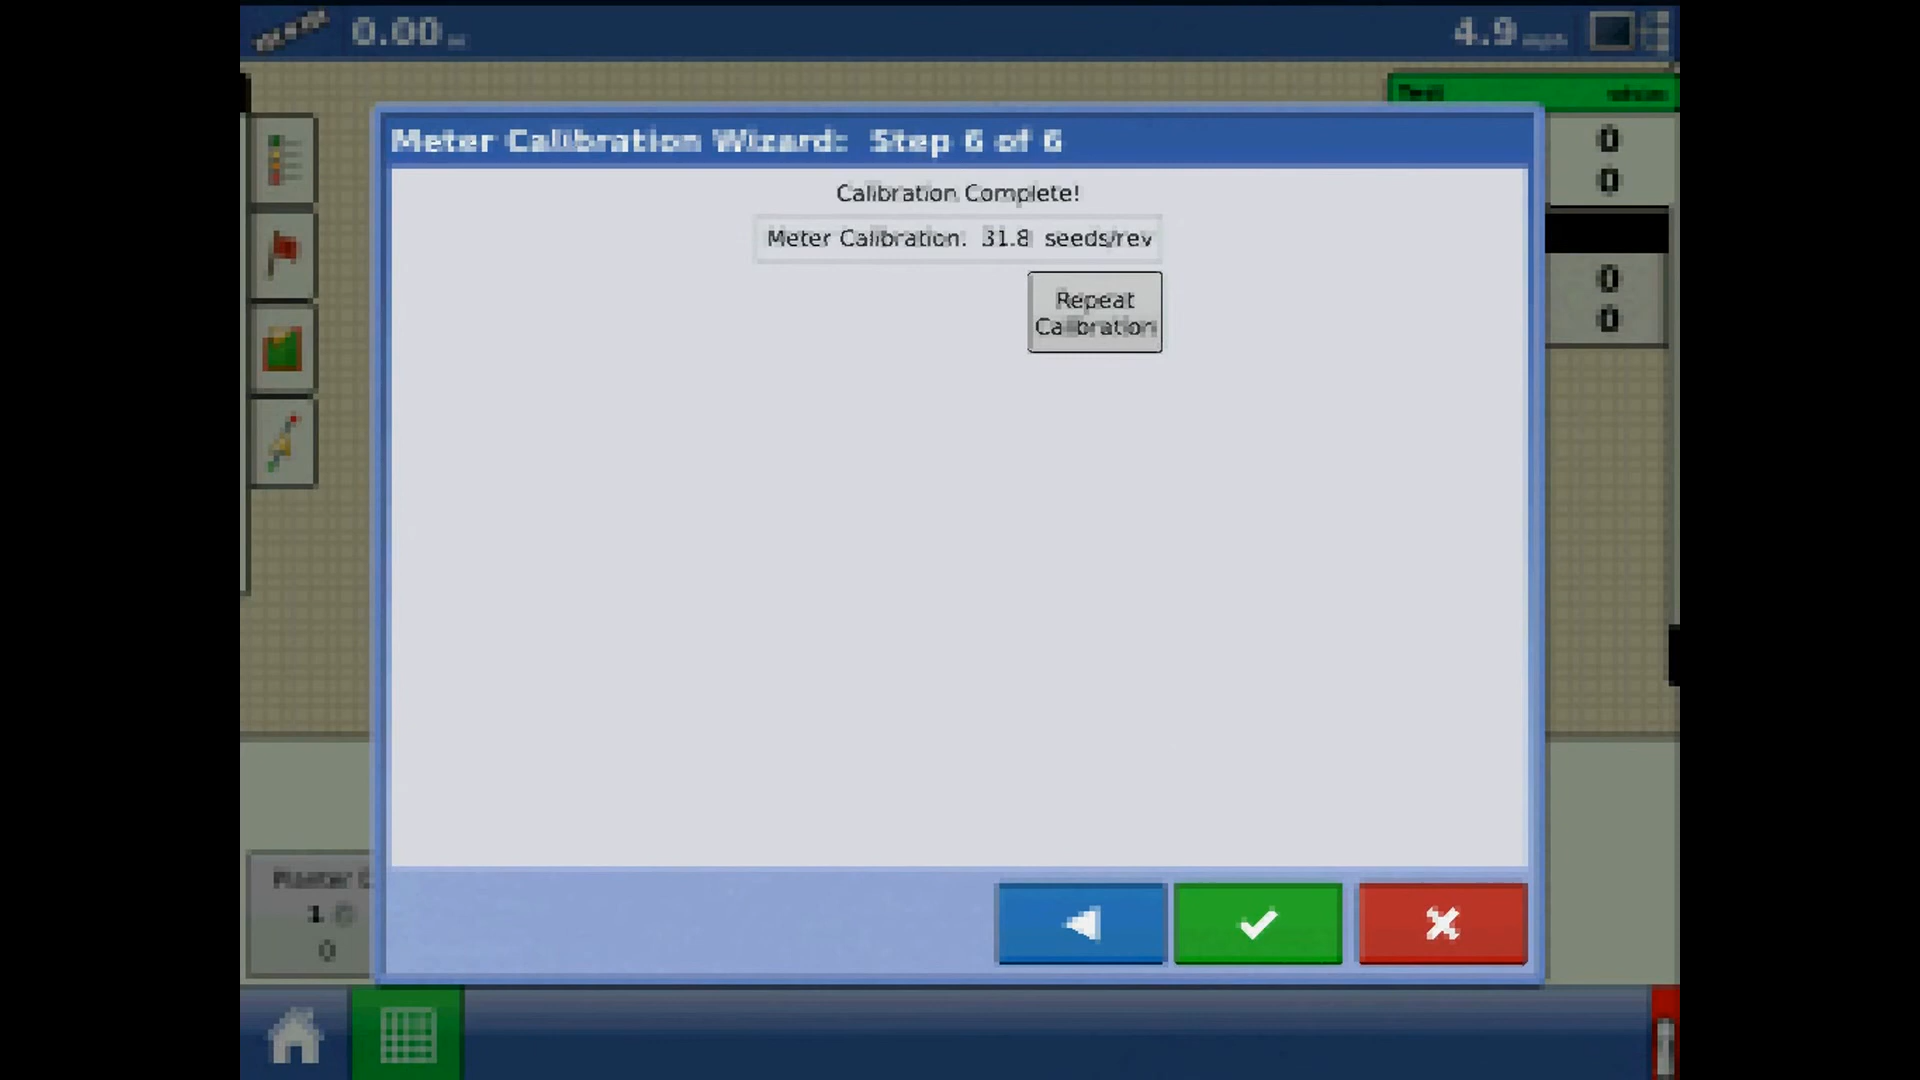 0.00
4.9 mph
Meter Calibration Wizard: Step 6 of 6
Calibration Complete!
Meter Calibration: 31.8 seeds/rev
Repeat
Calibration
0
0
0
0
1
0